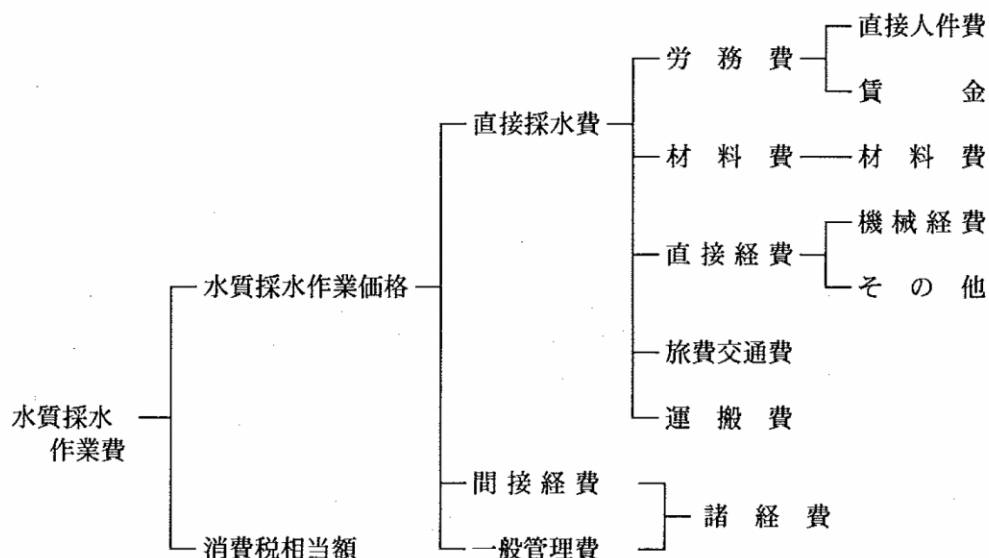 直接人件費
労務費
賃金
直接採水費
材料費
材料費
機械経費
直接経費
水質採水作業価格
その他
旅費交通費
水質採水
運搬費
作業費
間接経費
諸経費
消費税相当額
一般管理費